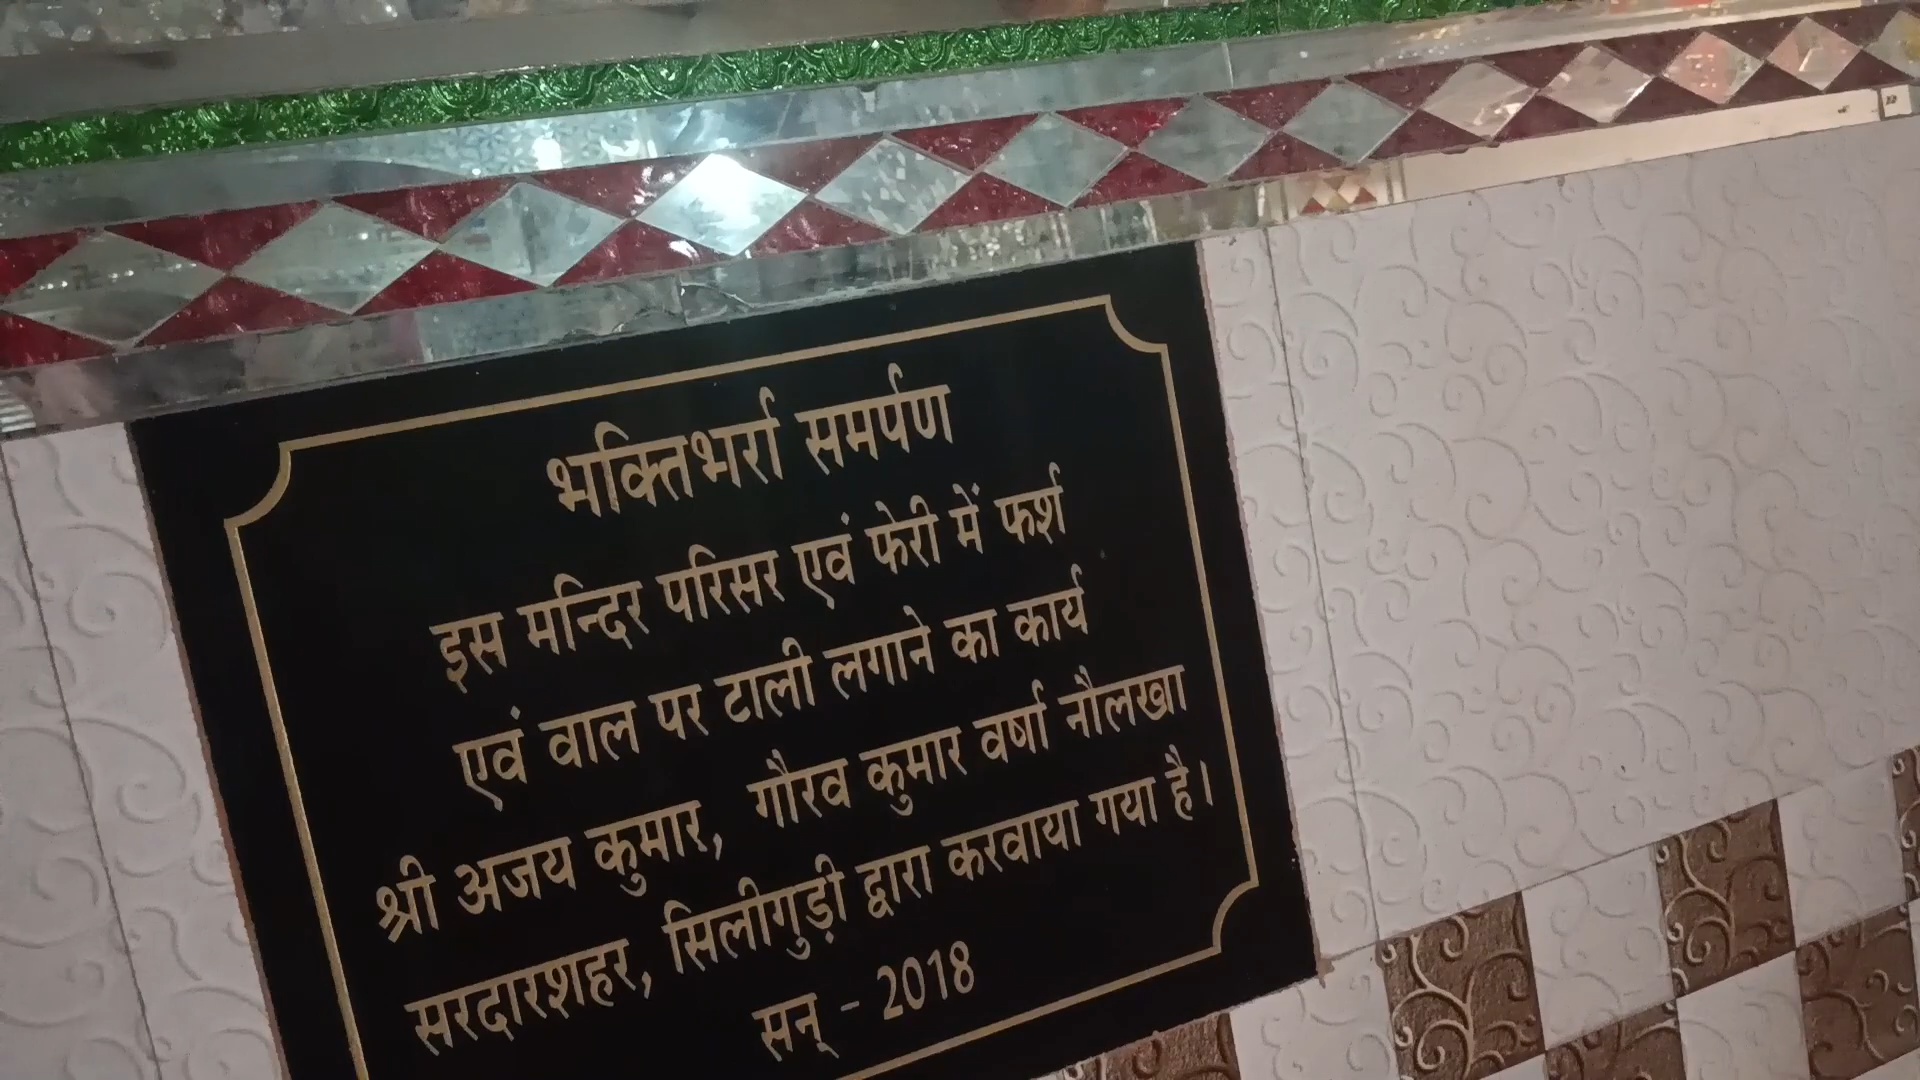 भक्तिभर्रा समर्पण
इस मन्दिर परिसर एवं फेरी में फर्श
एवं वाल पर टाली लगाने का कार्य
श्री अजय कुमार, गौरव कुमार वर्षा नौलखा
सरदारशहर, सिलीगुड़ी द्वारा करवाया गया है।
सन् - 2018